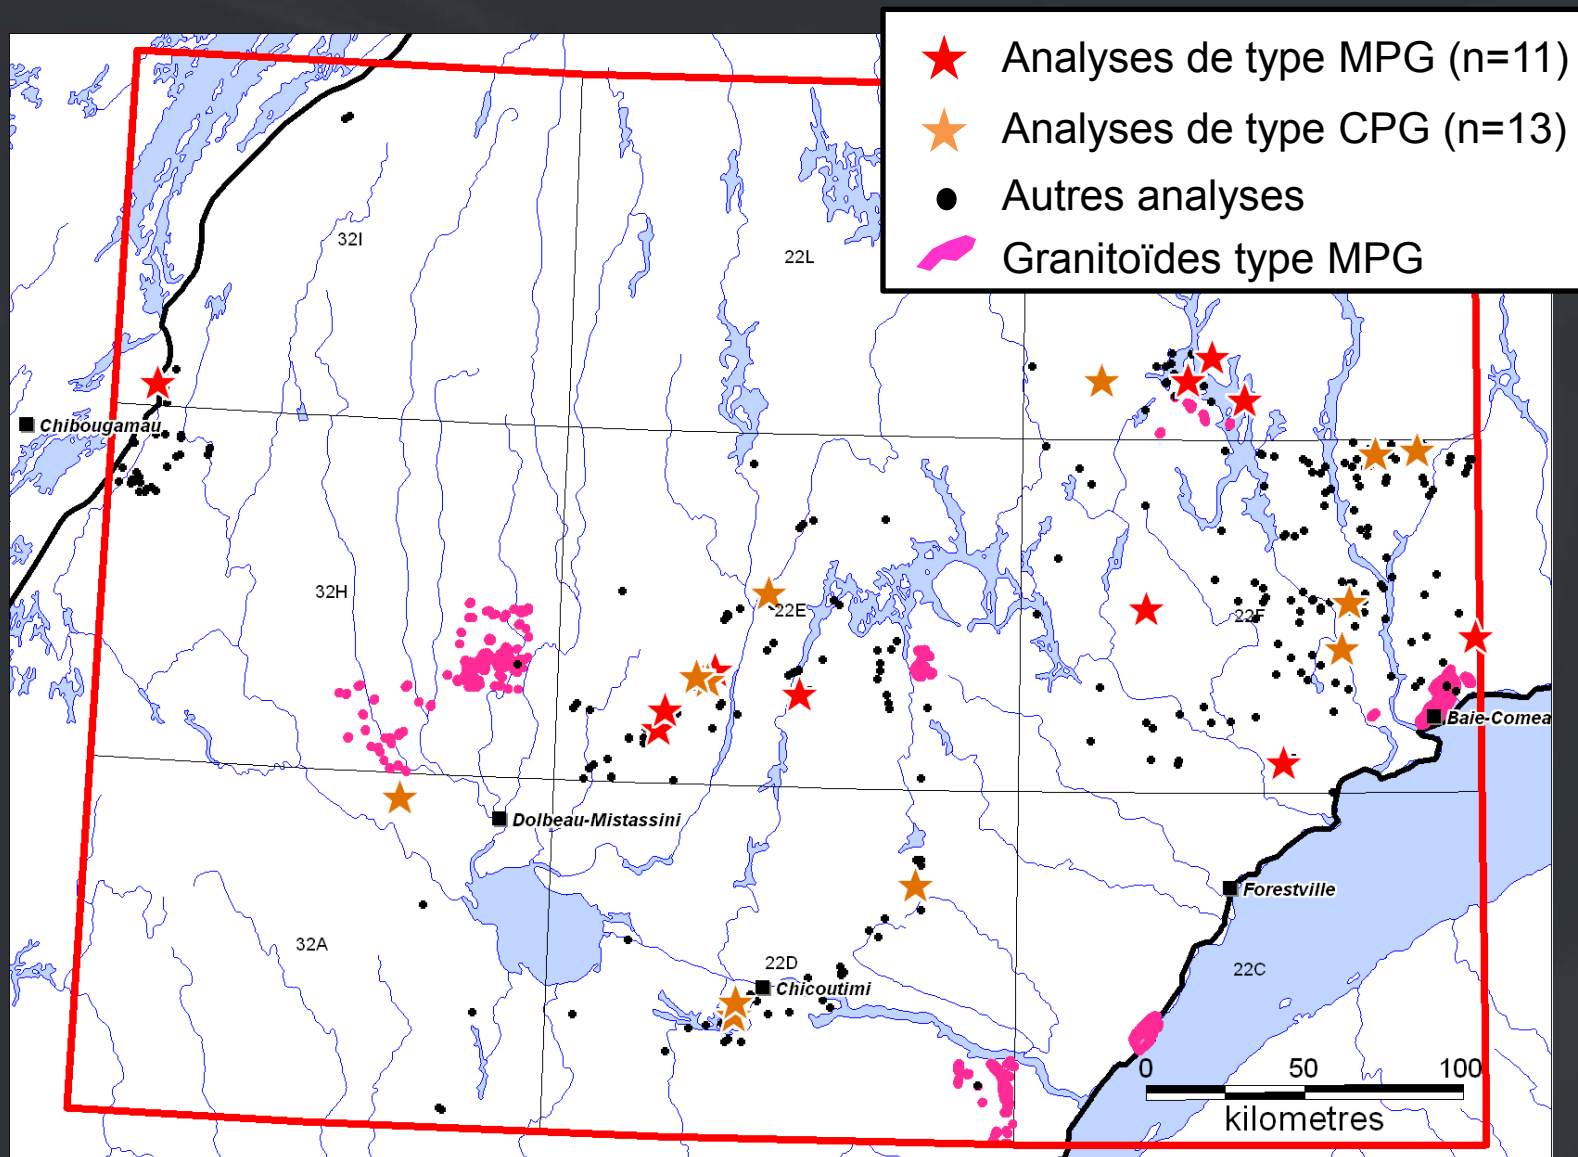 Analyses de type MPG (n=11)
Analyses de type CPG (n=13)
Autres analyses
Granitoïdes type MPG
32I
22L
Chibougamau
32H
22E
22F
Baie-Comea
Dolbeau-Mistassini
Forestville
32A
22D
22C
Chicoutimi
0 50 100
kilometres